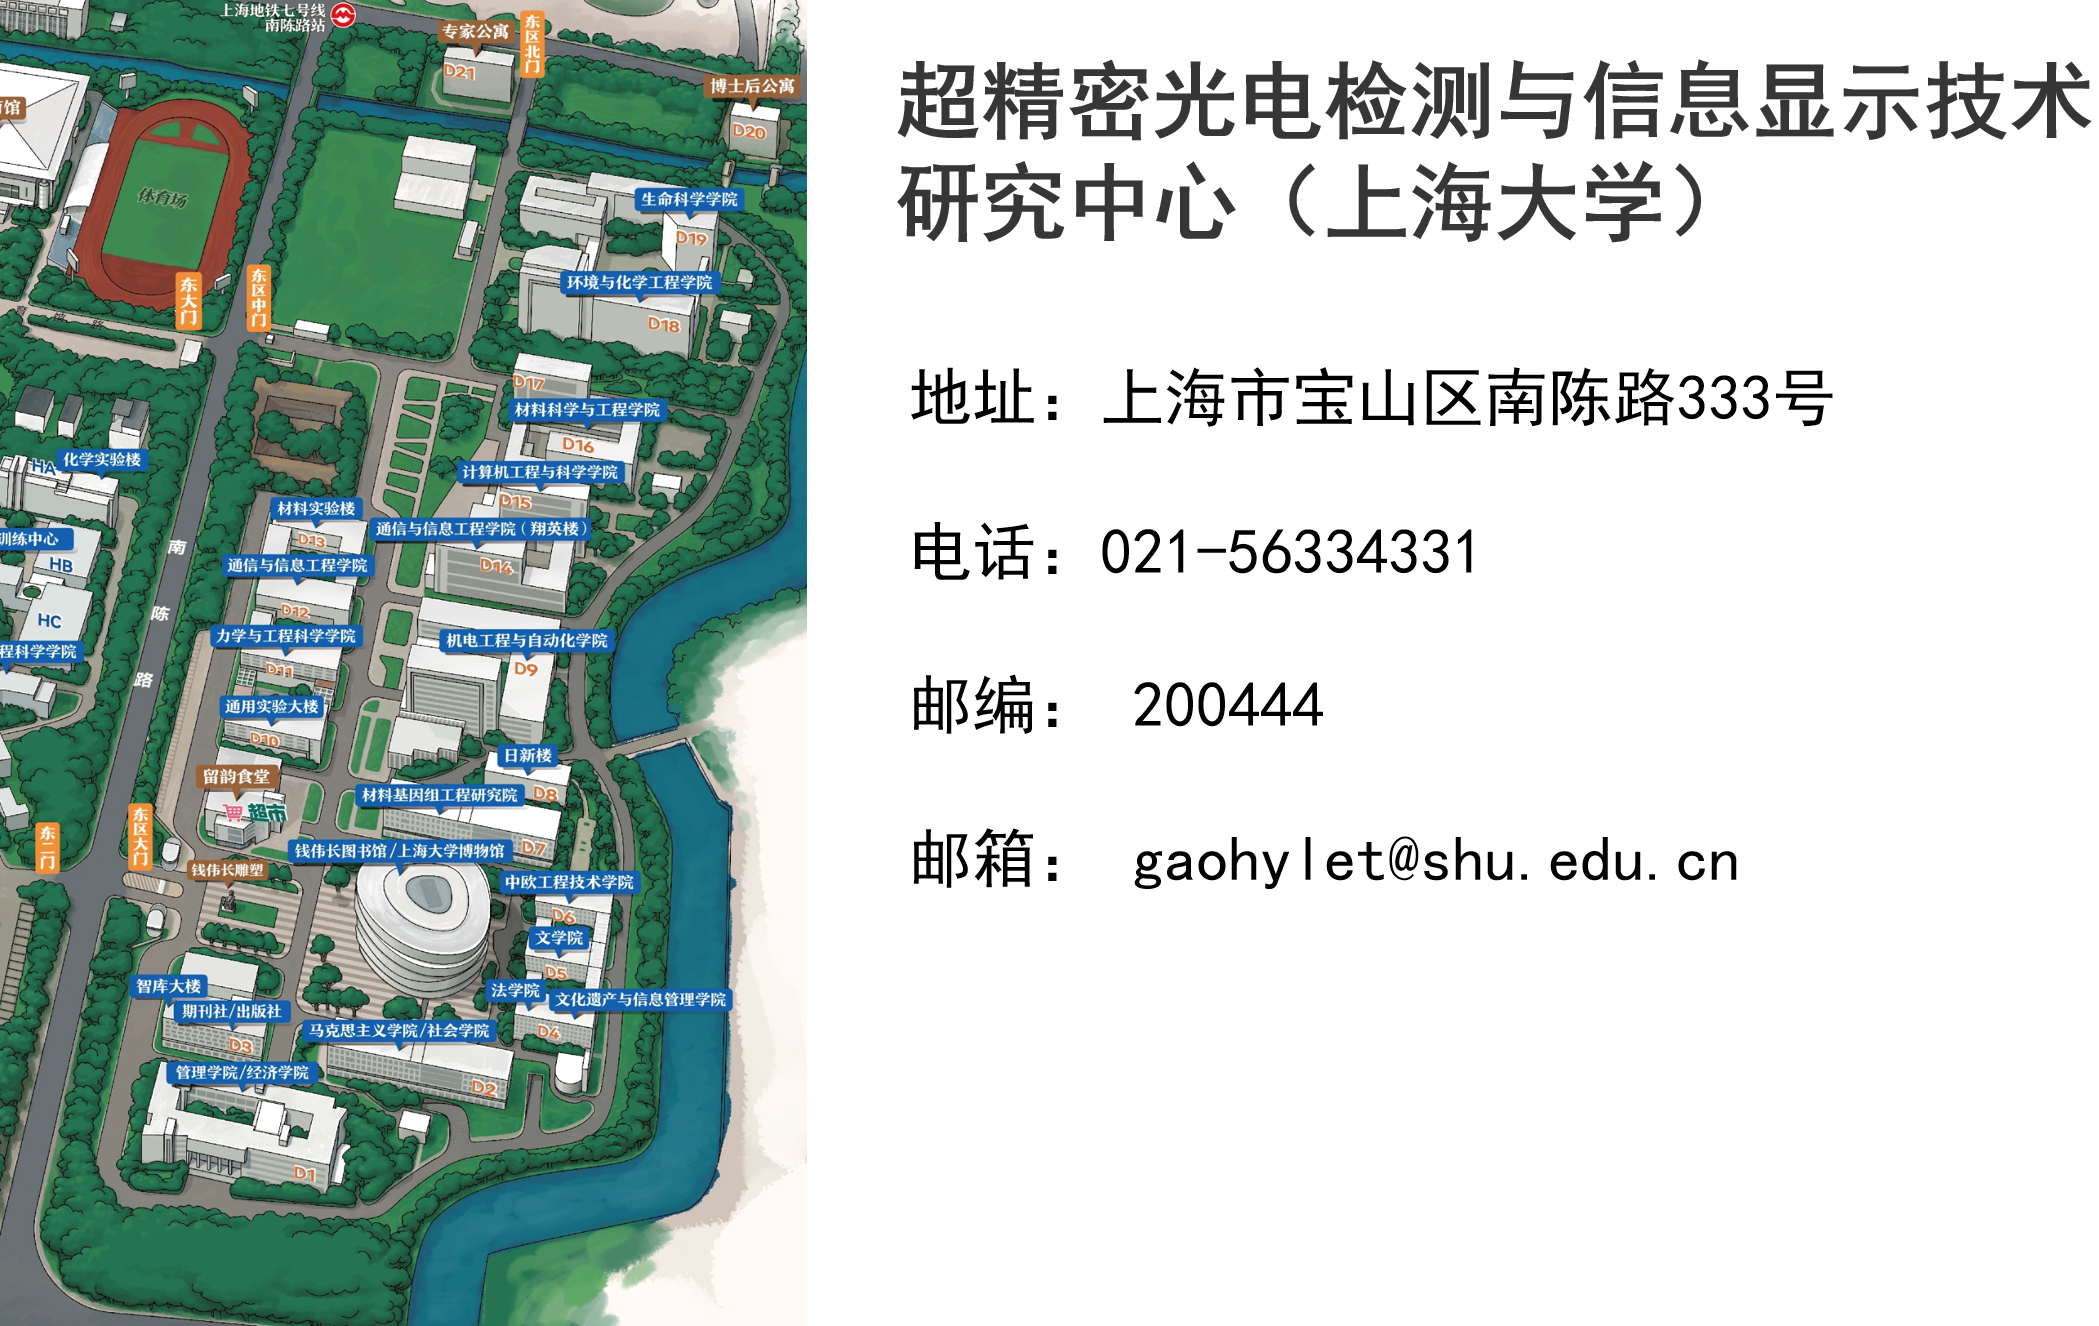 上海地铁七号线
南陈路站
专家公寓
东区北门
D21
博士后公寓
D20
馆
体育场
生命科学学院
D19
环境与化学工程学院
D18
东大门
东区中门
D17
材料科学与工程学院
D16
HA
化学实验楼
计算机工程与科学学院
D15
材料实验楼
D13
通信与信息工程学院（翔英楼）
D14
训练中心
HB
通信与信息工程学院
D12
HC
南陈路
力学与工程科学学院
D11
机电工程与自动化学院
D9
程科学学院
通用实验大楼
D10
日新楼
D8
留韵食堂
超市
材料基因组工程研究院
D7
东二门
东区大门
钱伟长图书馆/上海大学博物馆
钱伟长雕塑
中欧工程技术学院
D6
文学院
D5
智库大楼
法学院
文化遗产与信息管理学院
D4
期刊社/出版社
D3
马克思主义学院/社会学院
D2
管理学院/经济学院
D1
超精密光电检测与信息显示技术
研究中心（上海大学）
地址：上海市宝山区南陈路333号
电话：021-56334331
邮编： 200444
邮箱： gaohylet@shu.edu.cn